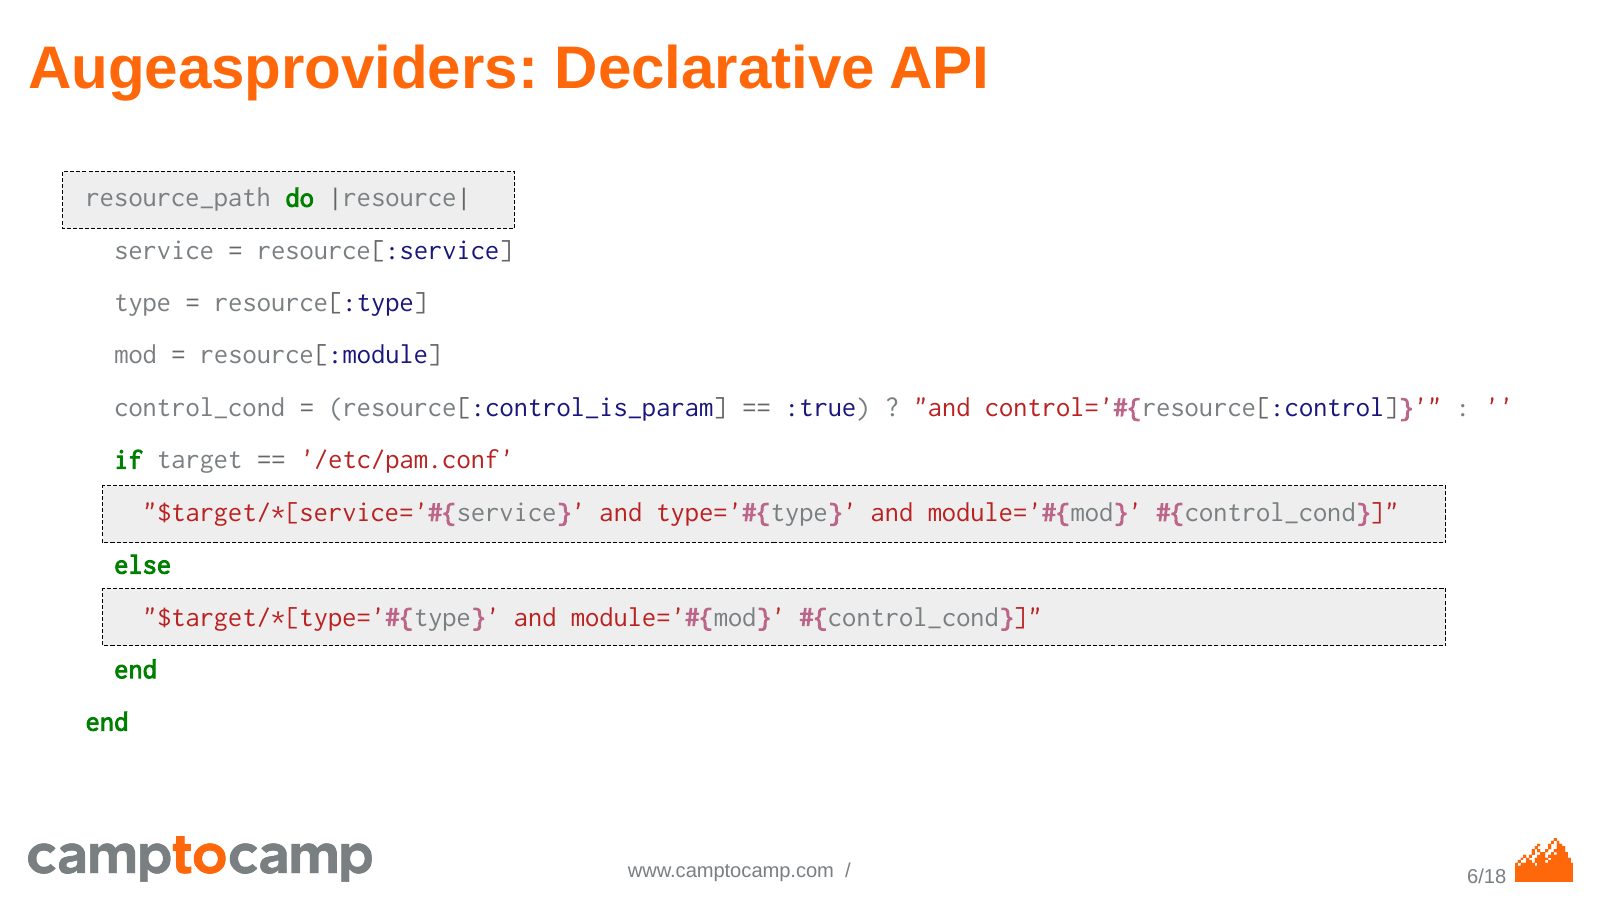 Augeasproviders: Declarative API
resource_path do |resource|
service = resource[:service]
type = resource[:type]
mod = resource[:module]
control_cond = (resource[:control_is_param] == :true) ? "and control='#{resource[:control]}'" : ''
if target == '/etc/pam.conf'
"$target/*[service='#{service}' and type='#{type}' and module='#{mod}' #{control_cond}]"
else
"$target/*[type='#{type}' and module='#{mod}' #{control_cond}]"
end
end
camptocamp
www.camptocamp.com /
6/18